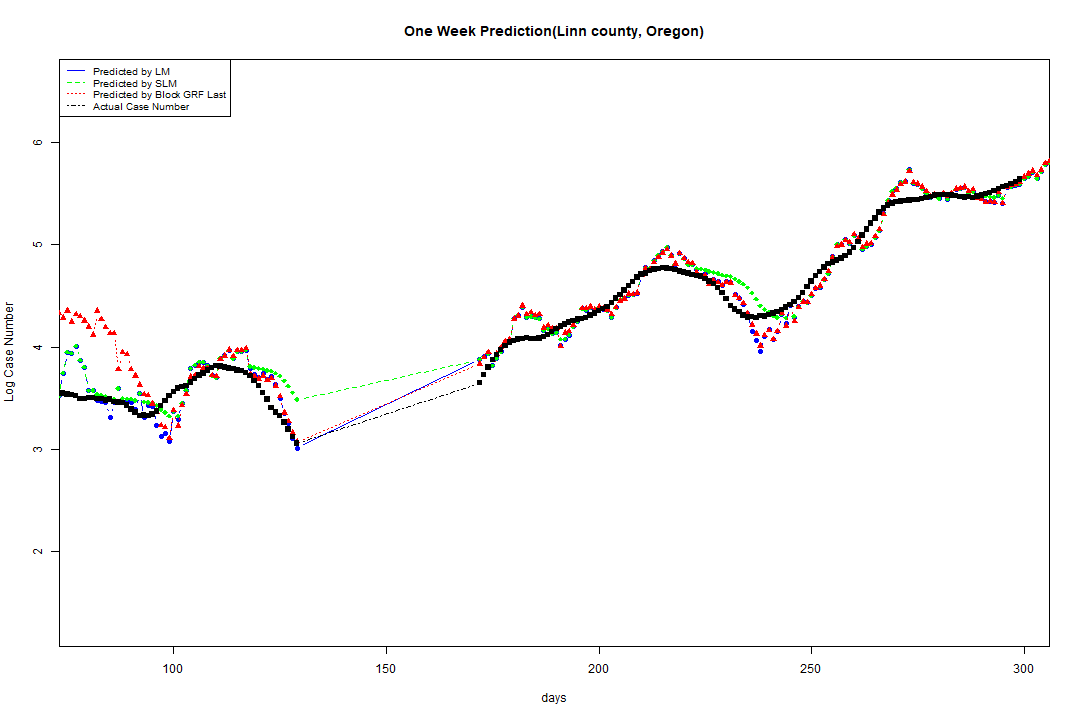 One Week Prediction(Linn county, Oregon)
Predicted by LM
Predicted by SLM
Predicted by Block GRF Last
Actual Case Number
6
5
4
3
2
Log Case Number
100 150 200 250 300
days